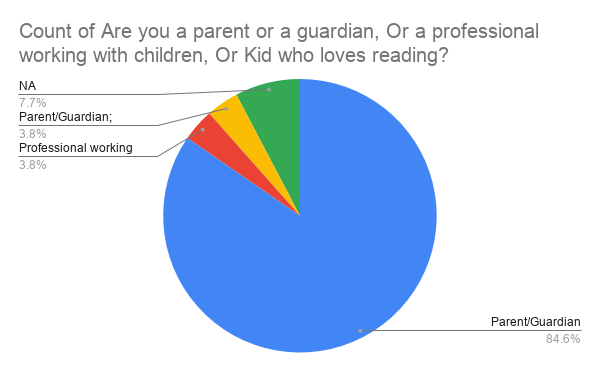 Count of Are you a parent or a guardian, Or a professional
working with children, Or Kid who loves reading?
NA
7.7%
Parent/Guardian;
3.8%
Professional working
3.8%
Parent/Guardian
84.6%